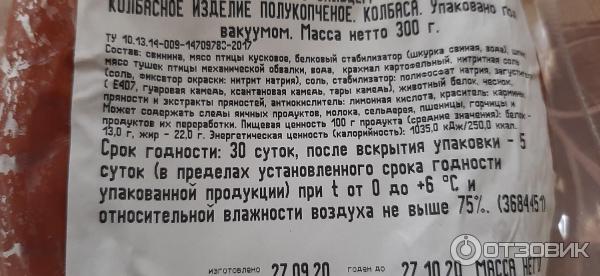 КОЛБАСНОЕ ИЗДЕЛИЕ ПОЛУКОПЧЕНОЕ. КОЛБАСА. Упаковано под
вакуумом. Масса нетто 300 г.
ТУ 10.13.14-009-14709780-2017
Состав: свинина, мясо птицы кусковое, белковый стабилизатор (шкурка свиная, вода), шпик,
мясо тушек птицы механической обвалки, вода, крахмал картофельный, нитритная соль
(соль, фиксатор окраски: нитрит натрия), соль, стабилизатор: полифосфат натрия, загуститель
( Е407, гуаровая камедь, ксантановая камедь, тары камедь), животный белок, чеснок,
пряности и экстракты пряностей, антиокислитель: лимонная кислота, краситель: кармины.
Может содержать следы яичных продуктов, молока, сельдерея, пшеницы, горчицы и
продуктов их переработки. Пищевая ценность 100 г продукта (средние значения): белок -
13,0 г, жир - 22,0 г. Энергетическая ценность (калорийность): 1035,0 кДж/250,0 ккал.
Срок годности: 30 суток, после вскрытия упаковки - 5
суток (в пределах установленного срока годности
упакованной продукции) при t от 0 до +6 °С и
относительной влажности воздуха не выше 75%. (3684451)
изготовлено 27.09.20 годен до 27.10.20 МАССА НЕТТО
ОТЗОВИК